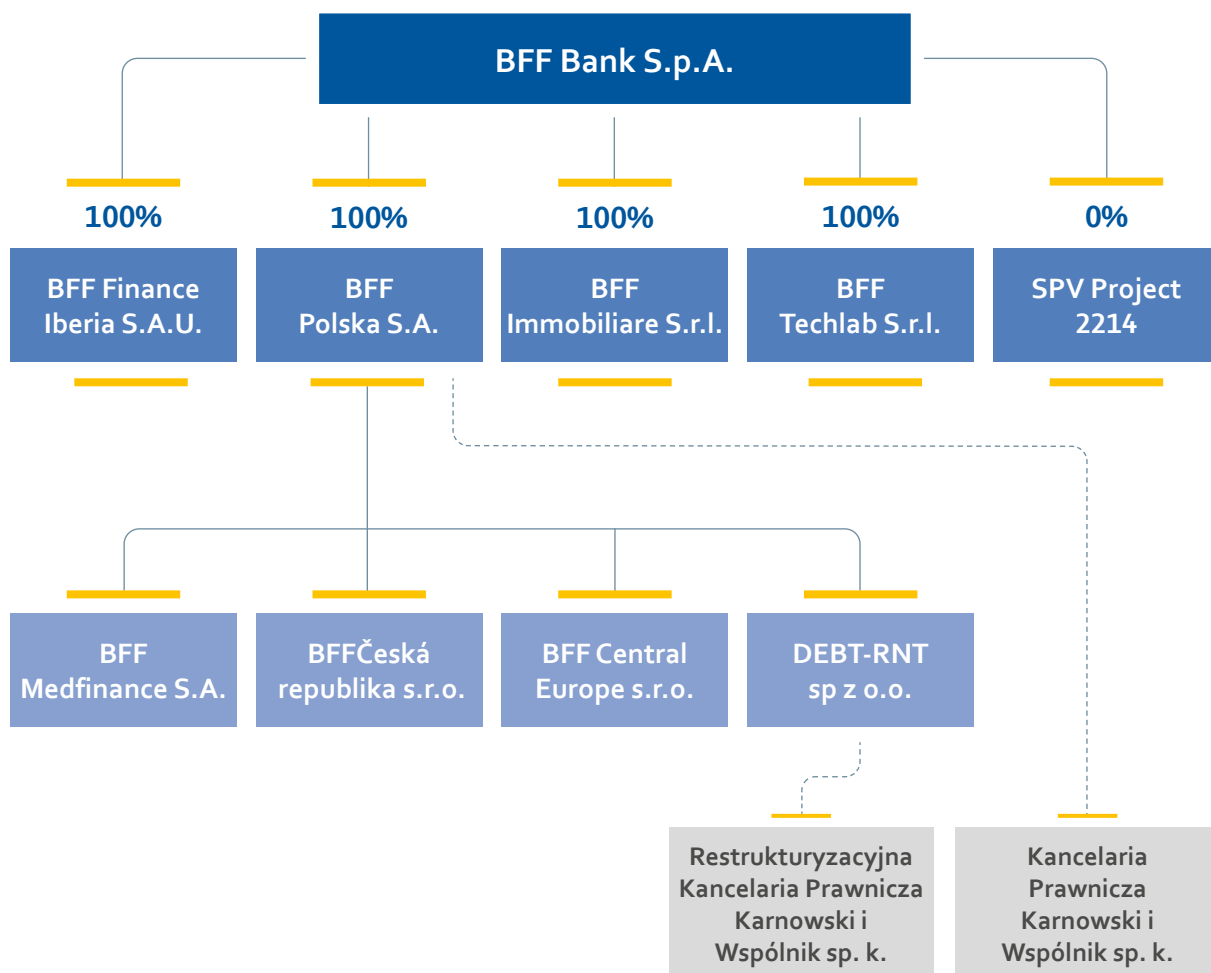 BFF Bank S.p.A.
100%
100%
100%
100%
0%
BFF Finance
Iberia S.A.U.
BFF
Polska S.A.
BFF
Immobiliare S.r.l.
BFF
Techlab S.r.l.
SPV Project
2214
BFF
Medfinance S.A.
BFFČeská
republika s.r.o.
BFF Central
Europe s.r.o.
DEBT-RNT
sp z o.o.
Restrukturyzacyjna
Kancelaria Prawnicza
Karnowski i
Wspólnik sp. k.
Kancelaria
Prawnicza
Karnowski i
Wspólnik sp. k.